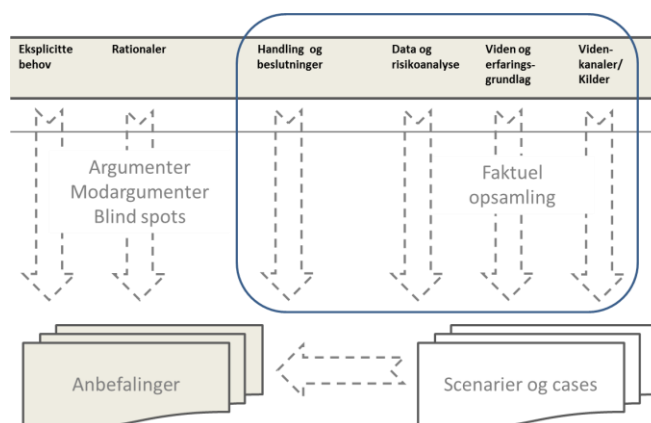 Eksplicitte
behov
Rationaler
Handling og
beslutninger
Data og
risikoanalyse
Viden og
erfarings-
grundlag
Viden-
kanaler/
Kilder
Argumenter
Modargumenter
Blind spots
Faktuel
opsamling
Anbefalinger
Scenarier og cases